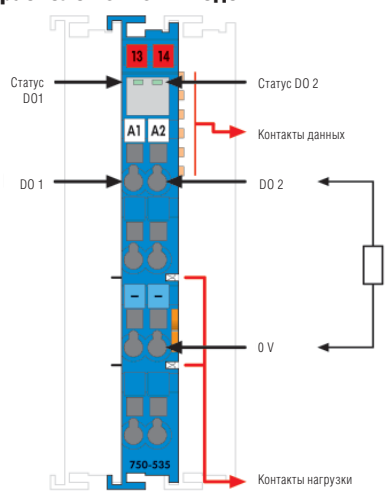 13 14
Статус DO1
Статус DO 2
Контакты данных
A1 A2
DO 1
DO 2
– –
0 V
750-535
Контакты нагрузки